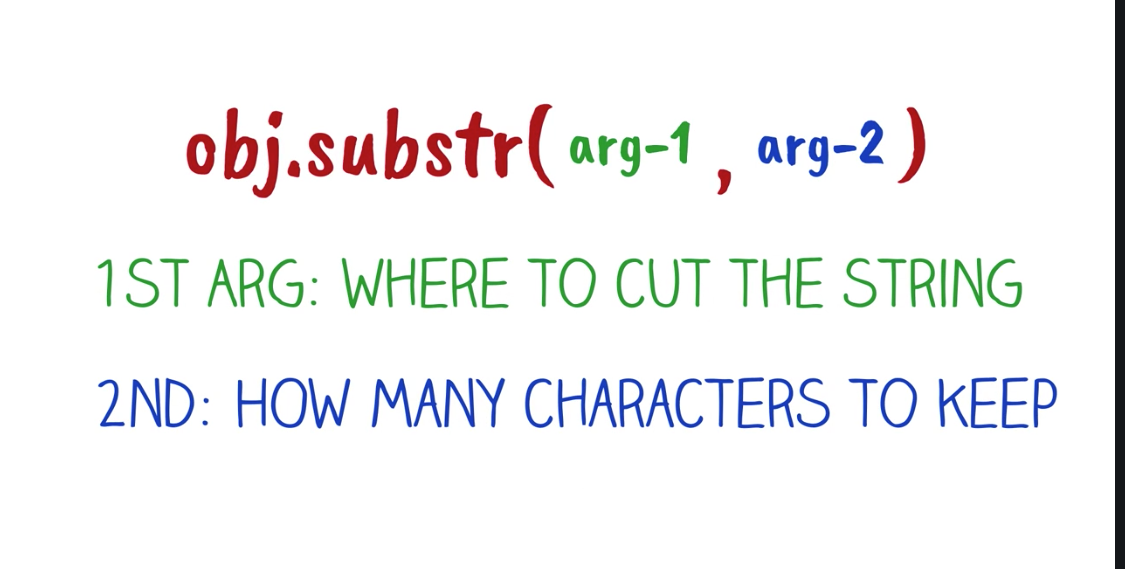 obj.substr( arg-1 , arg-2 )
1ST ARG: WHERE TO CUT THE STRING
2ND: HOW MANY CHARACTERS TO KEEP